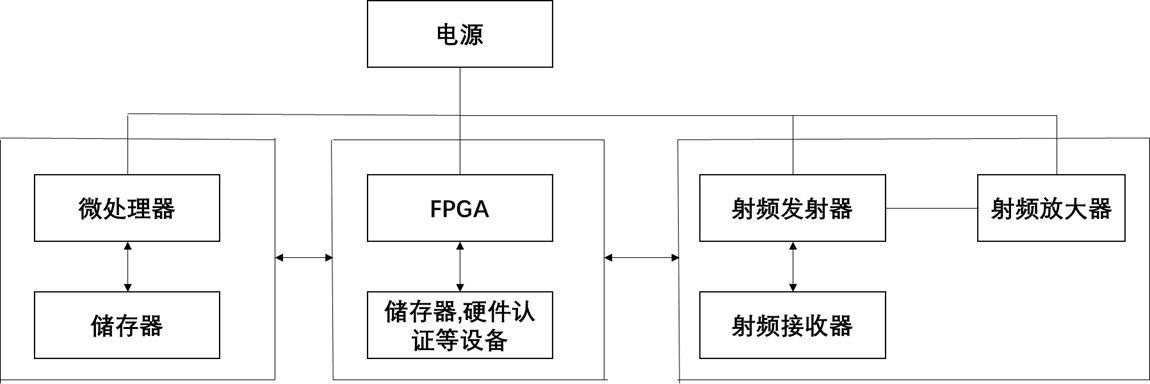 电源
微处理器
FPGA
射频发射器
射频放大器
储存器
储存器,硬件认
证等设备
射频接收器